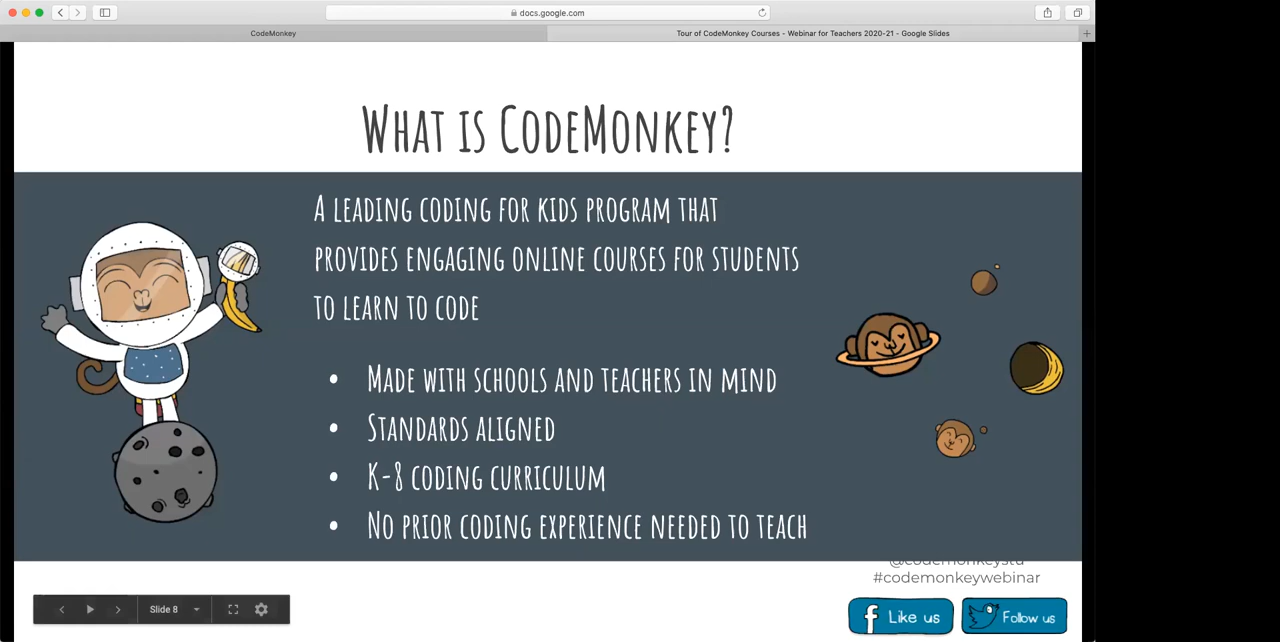 docs.google.com
CodeMonkey
Tour of CodeMonkey Courses - Webinar for Teachers 2020-21 - Google Slides
What is CodeMonkey?
A leading coding for kids program that
provides engaging online courses for students
to learn to code
• Made with schools and teachers in mind
• Standards aligned
• K-8 coding curriculum
• No prior coding experience needed to teach
@codemonkeystu
#codemonkeywebinar
Slide 8
f Like us
Follow us